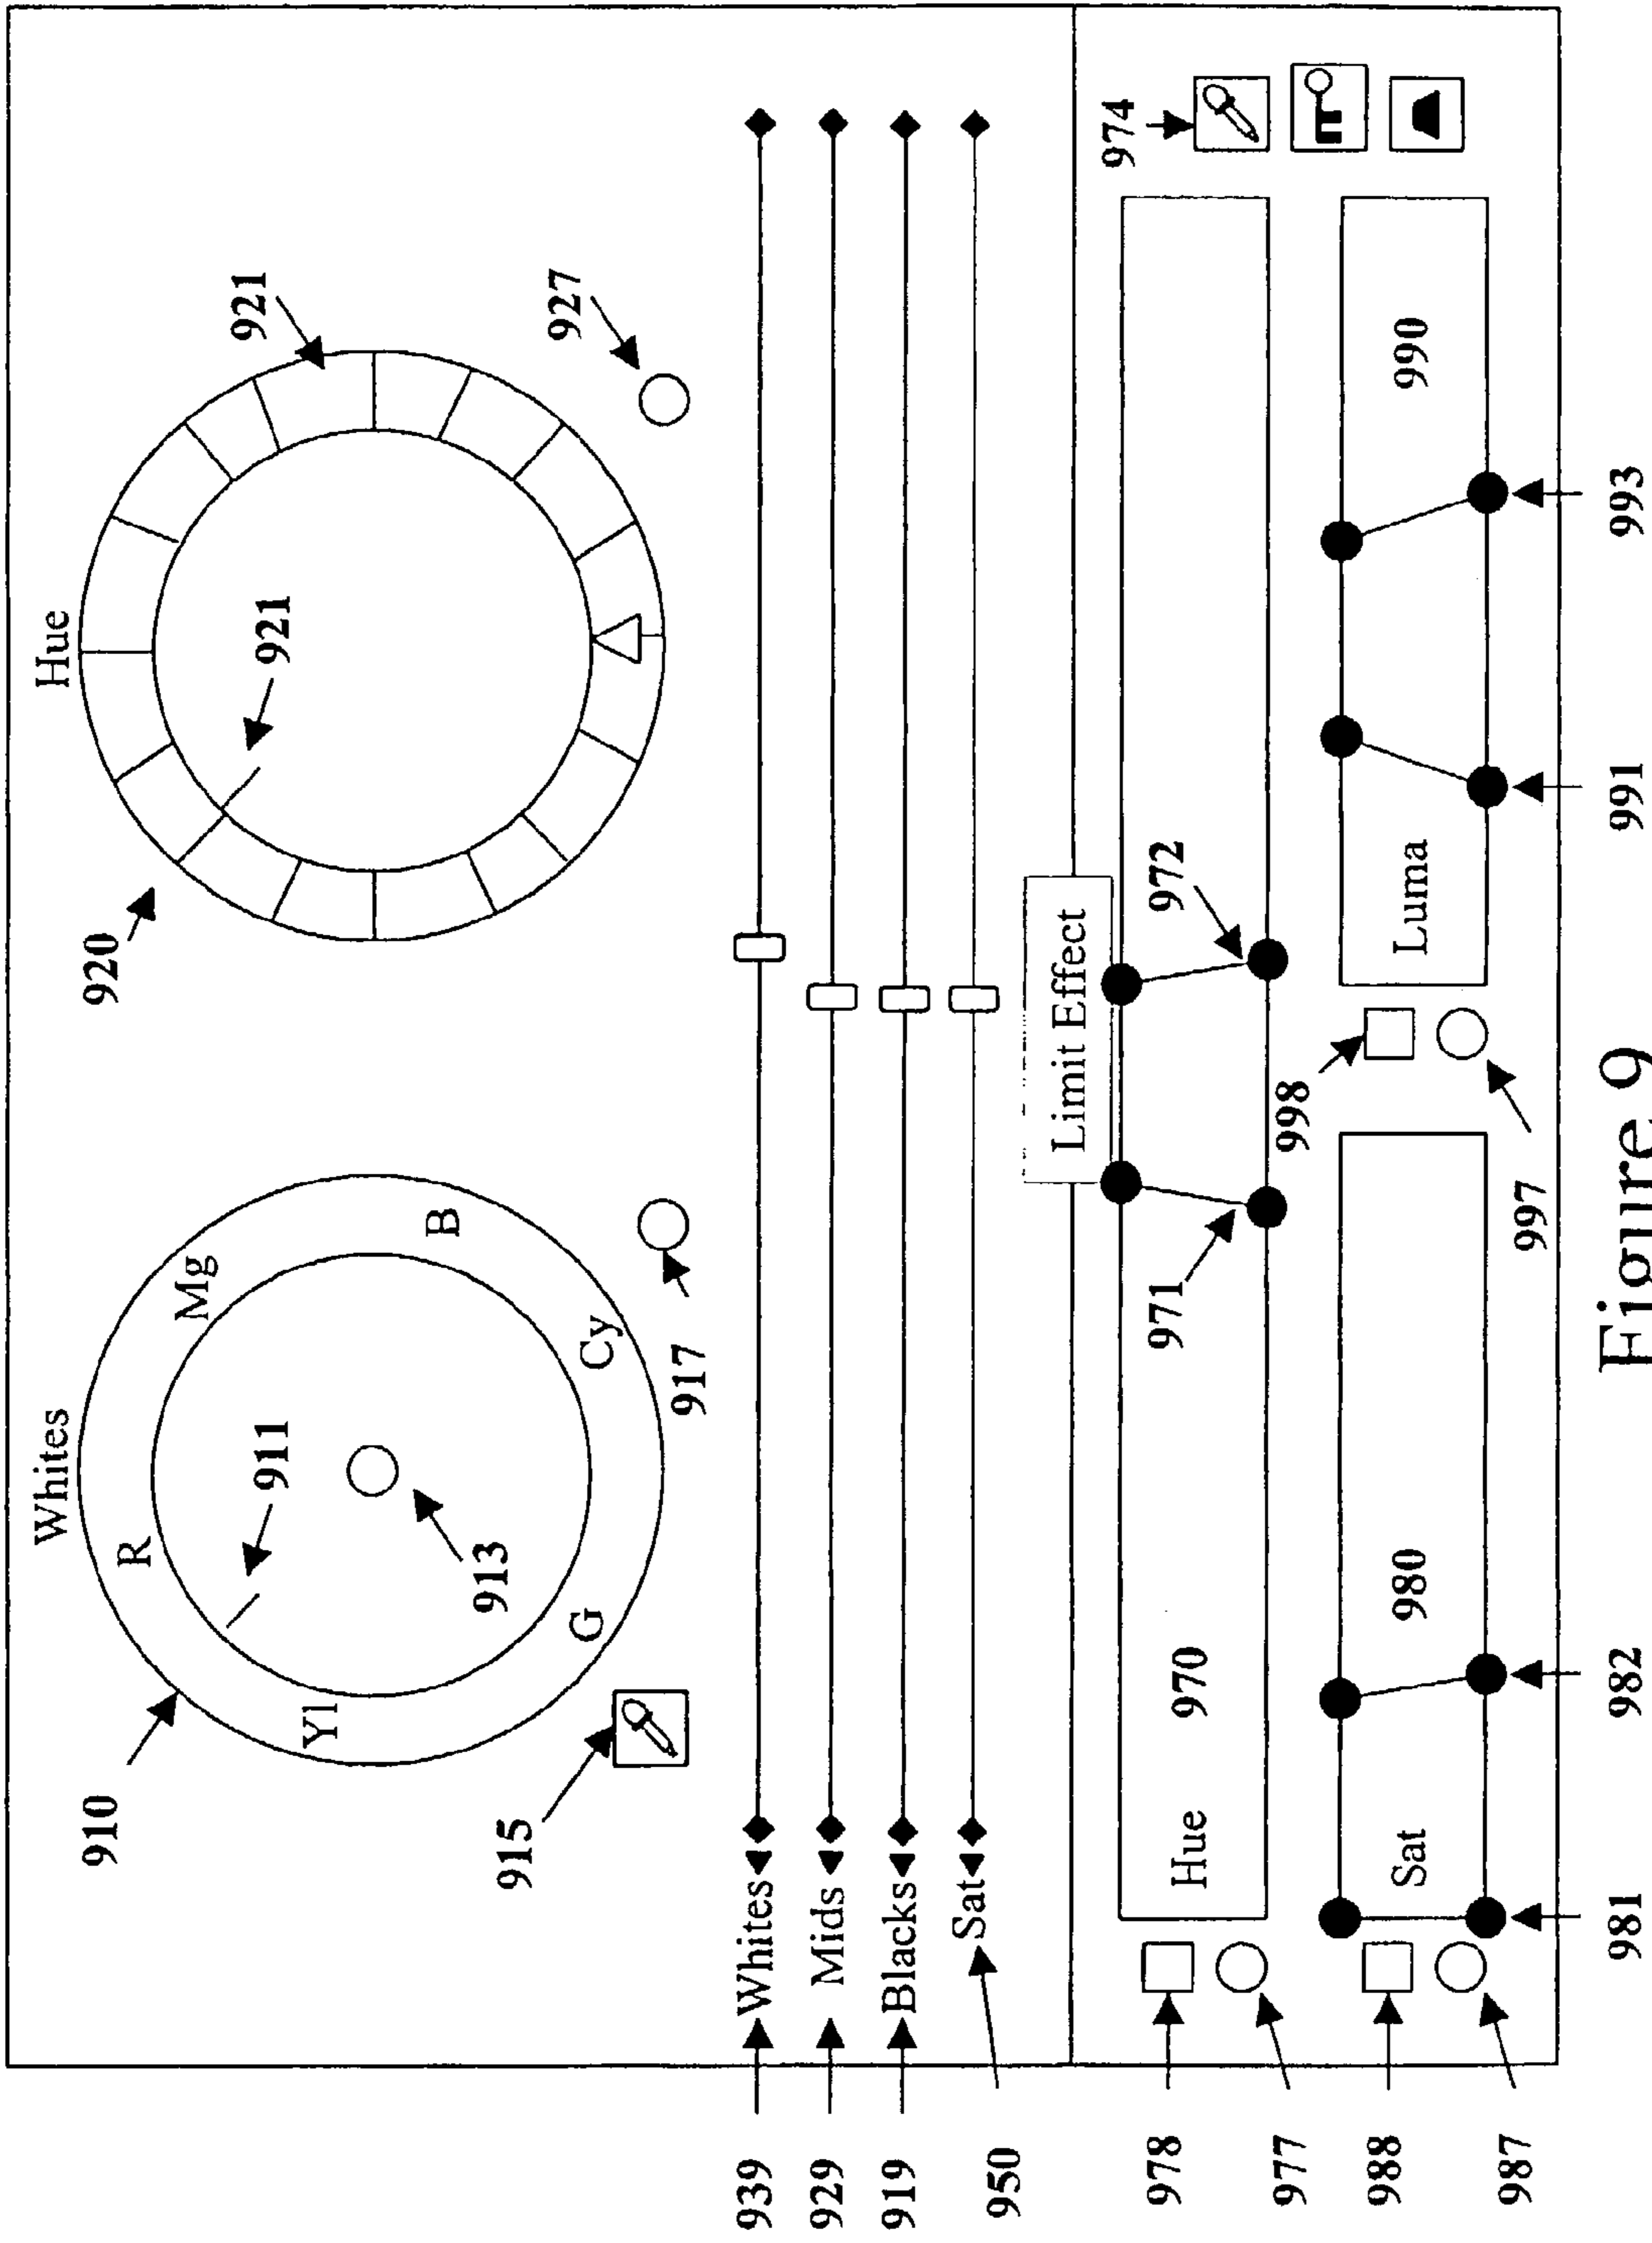 Whites
Hue
910
R
Mg
911
Yl
B
913
G
Cy
915
917
920
921
921
927
939
Whites
929
Mids
919
Blacks
950
Sat
Limit Effect
974
978
Hue
970
971
972
977
988
Sat
980
998
Luma
990
987
997
981
982
991
993
Figure 9